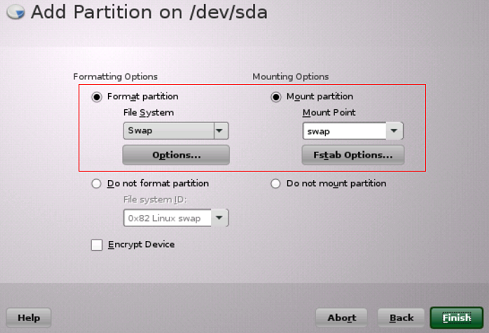 Add Partition on /dev/sda
Formatting Options
Mounting Options
Format partition
Mount partition
File System
Mount Point
Swap
swap
Options...
Fstab Options...
Do not format partition
Do not mount partition
File system ID:
0x82 Linux swap
Encrypt Device
Help
Abort
Back
Finish